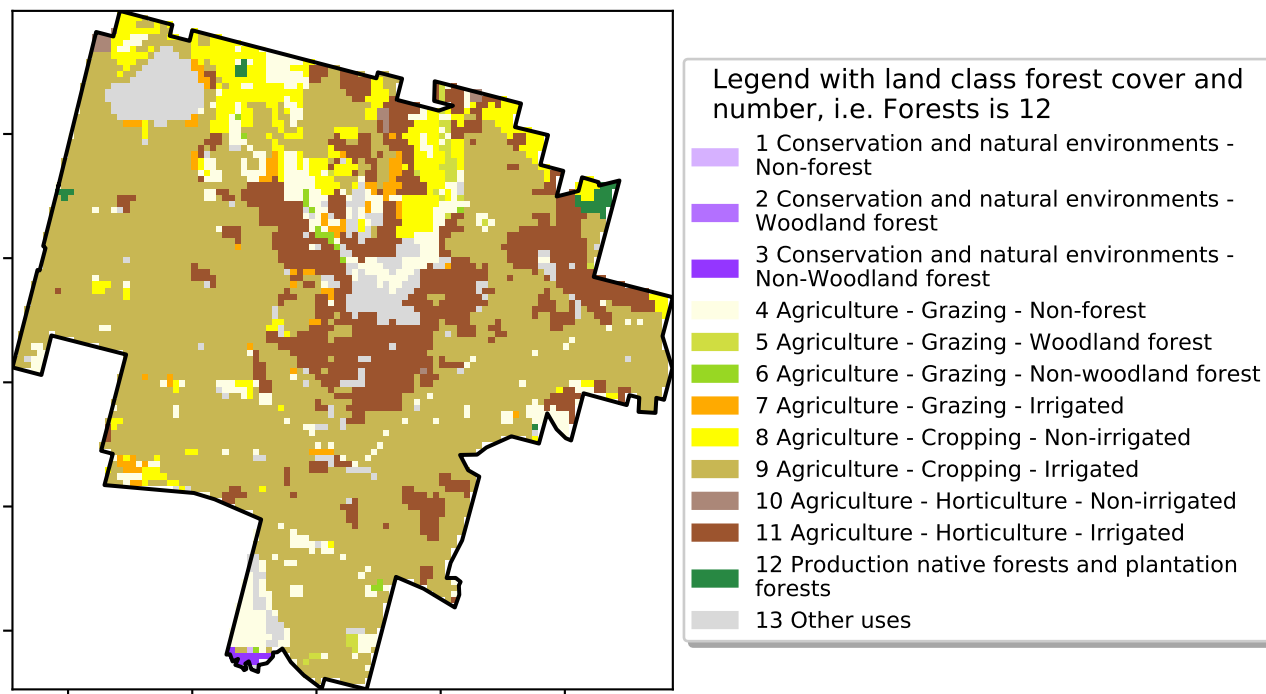 Legend with land class forest cover and
number, i.e. Forests is 12
1 Conservation and natural environments -
Non-forest
2 Conservation and natural environments -
Woodland forest
3 Conservation and natural environments -
Non-Woodland forest
4 Agriculture - Grazing - Non-forest
5 Agriculture - Grazing - Woodland forest
6 Agriculture - Grazing - Non-woodland forest
7 Agriculture - Grazing - Irrigated
8 Agriculture - Cropping - Non-irrigated
9 Agriculture - Cropping - Irrigated
10 Agriculture - Horticulture - Non-irrigated
11 Agriculture - Horticulture - Irrigated
12 Production native forests and plantation
forests
13 Other uses